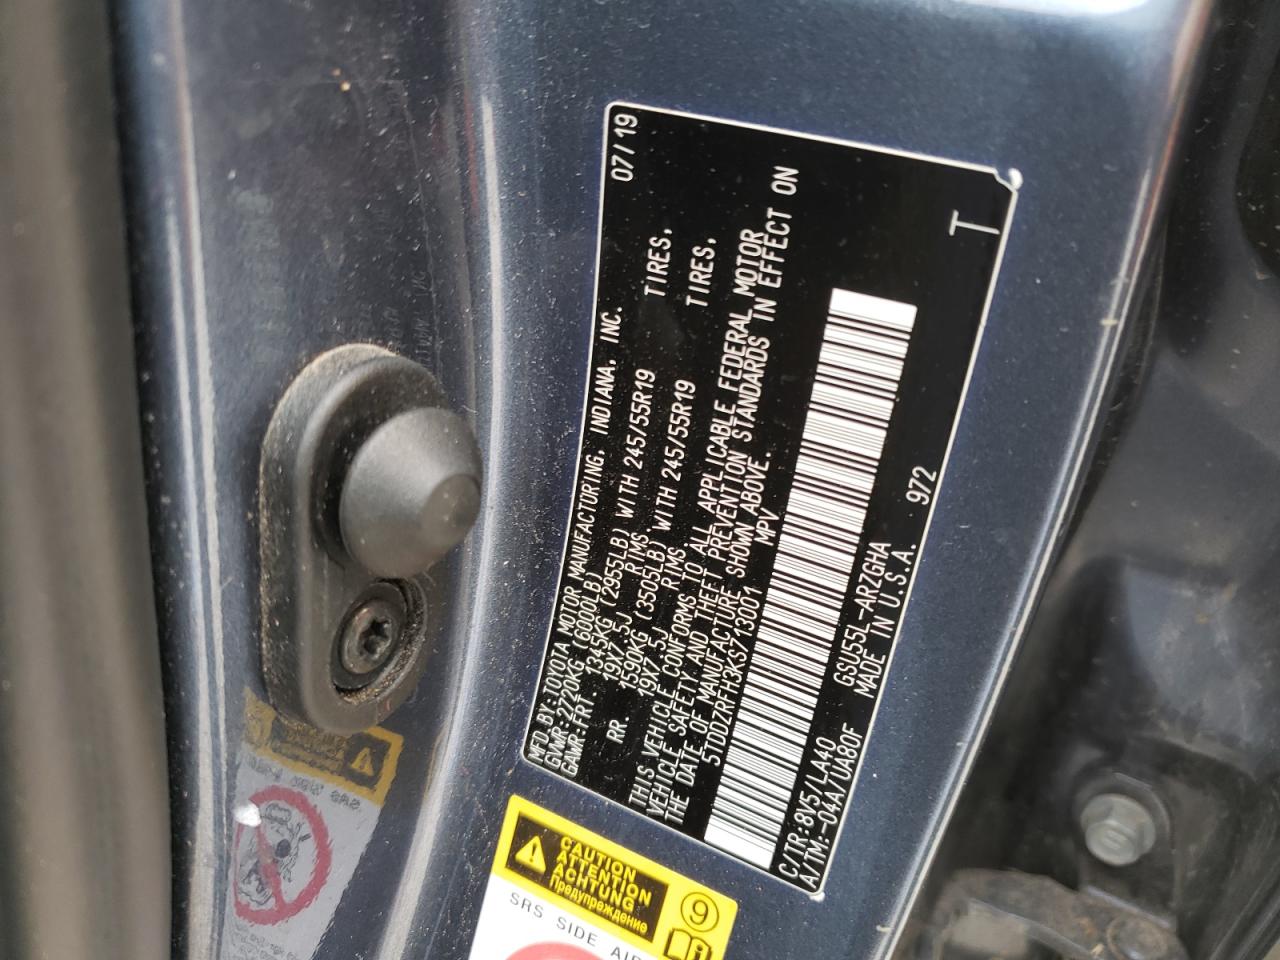 MFD.BY:TOYOTA MOTOR MANUFACTURING, INDIANA, INC. 07/19
GVWR:2720KG (6000LB)
GAWR:FRT. 1345KG (2955LB) WITH 245/55R19 TIRES,
19X7.5J RIMS
RR. 1590KG (3505LB) WITH 245/55R19 TIRES,
19X7.5J RIMS
THIS VEHICLE CONFORMS TO ALL APPLICABLE FEDERAL MOTOR
VEHICLE SAFETY AND THEFT PREVENTION STANDARDS IN EFFECT ON
THE DATE OF MANUFACTURE SHOWN ABOVE.
5TDDZRFH3KS713001 MPV
C/TR:8V5/LA40 GSU55L-ARZGHA
A/TM:-04A/UA80F MADE IN U.S.A. 972
T
CAUTION
ATTENTION
ACHTUNG
Предупреждение
9
SRS SIDE AIR